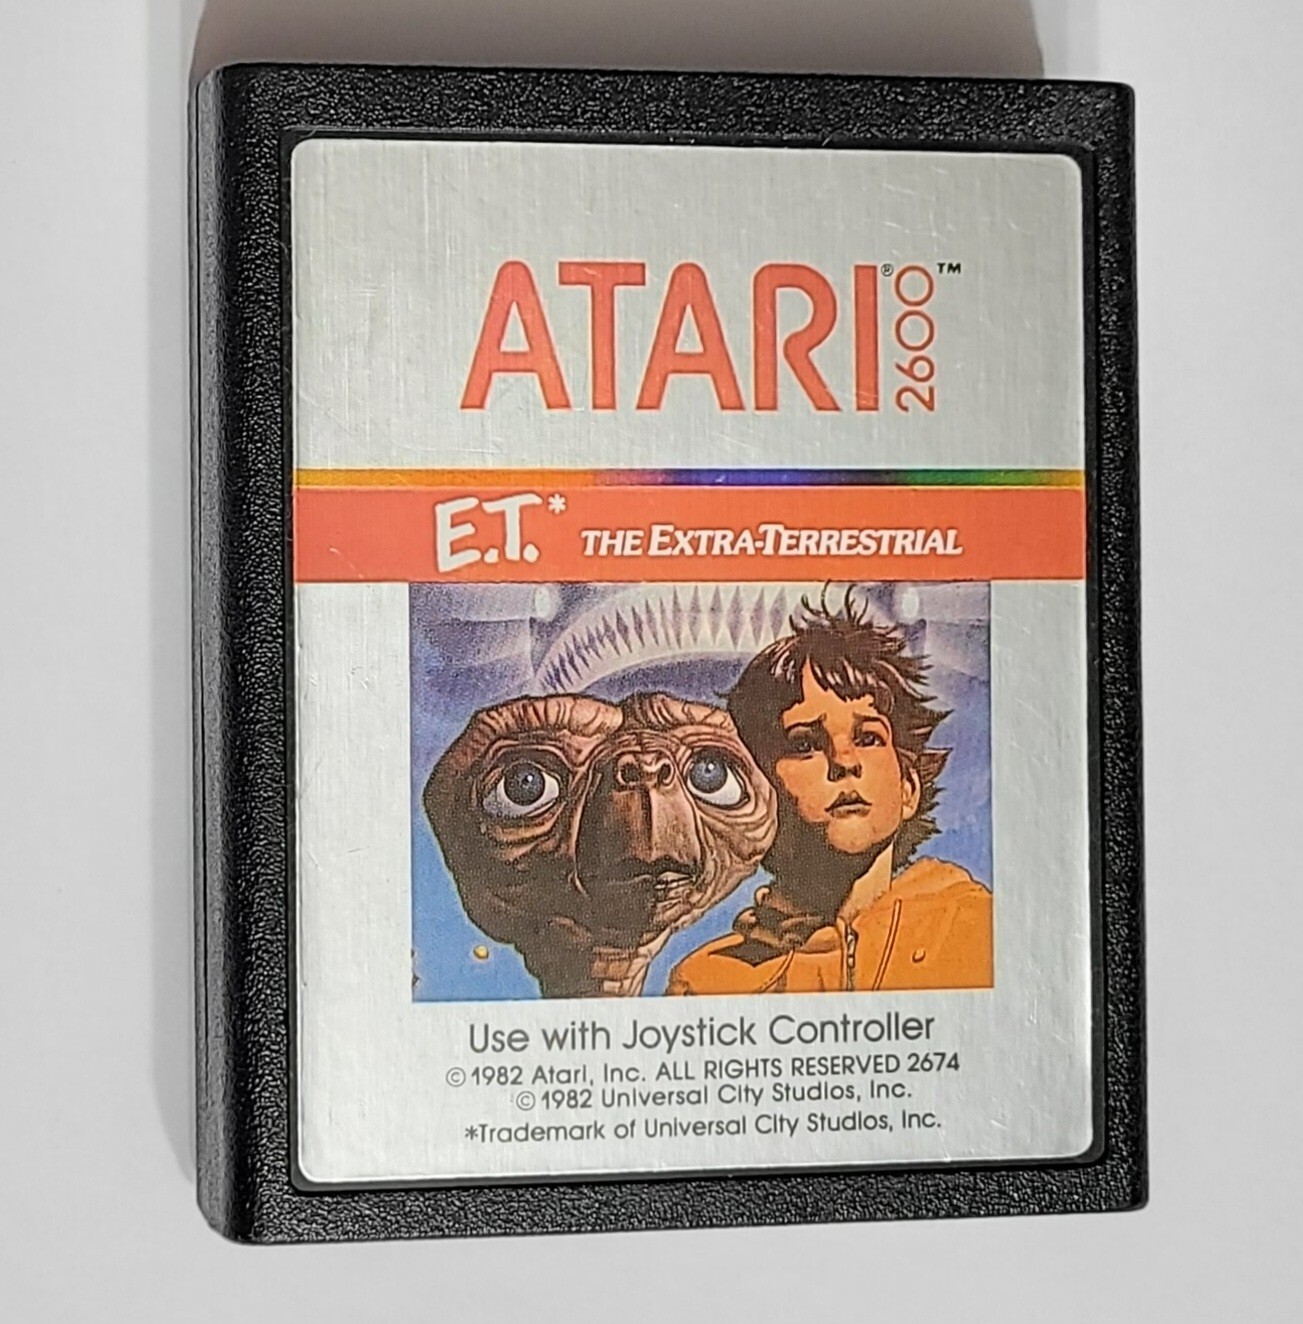 ATARI® 2600™
E.T.* THE EXTRA-TERRESTRIAL
Use with Joystick Controller
©1982 Atari, Inc. ALL RIGHTS RESERVED 2674
©1982 Universal City Studios, Inc.
*Trademark of Universal City Studios, Inc.